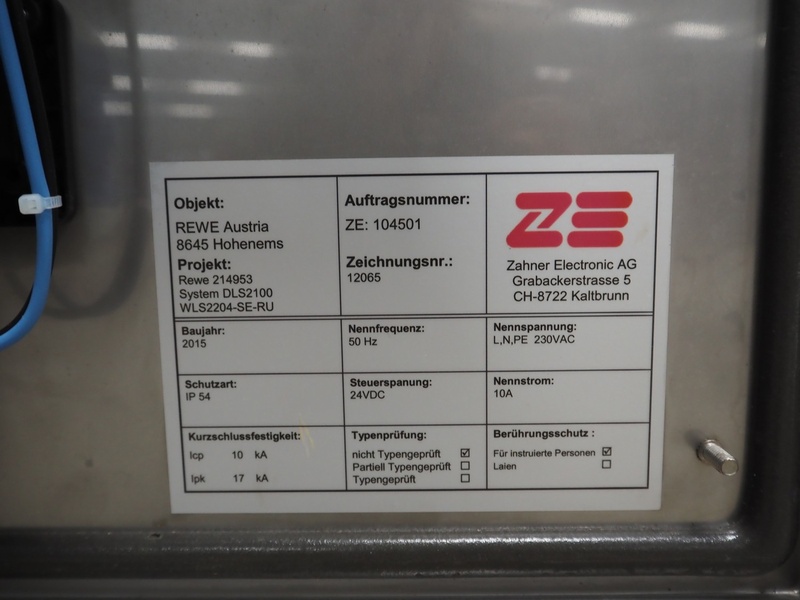 Objekt:
REWE Austria
8645 Hohenems
Projekt:
Rewe 214953
System DLS2100
WLS2204-SE-RU
Auftragsnummer:
ZE: 104501
Zeichnungsnr.:
12065
ZE
Zahner Electronic AG
Grabackerstrasse 5
CH-8722 Kaltbrunn
Baujahr:
2015
Nennfrequenz:
50 Hz
Nennspannung:
L,N,PE 230VAC
Schutzart:
IP 54
Steuerspanung:
24VDC
Nennstrom:
10A
Kurzschlussfestigkeit:
Icp 10 kA
Ipk 17 kA
Typenprüfung:
nicht Typengeprüft ☑
Partiell Typengeprüft ☐
Typengeprüft ☐
Berührungsschutz :
Für instruierte Personen ☑
Laien ☐